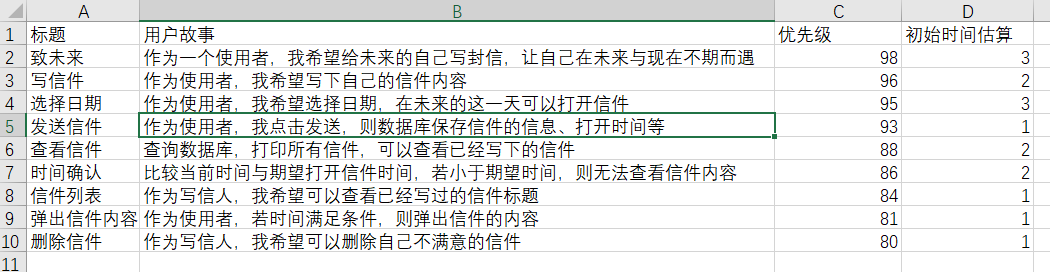 A B C D
1 标题 用户故事 优先级 初始时间估算
2 致未来 作为一个使用者，我希望给未来的自己写封信，让自己在未来与现在不期而遇 98 3
3 写信件 作为使用者，我希望写下自己的信件内容 96 2
4 选择日期 作为使用者，我希望选择日期，在未来的这一天可以打开信件 95 3
5 发送信件 作为使用者，我点击发送，则数据库保存信件的信息、打开时间等 93 1
6 查看信件 查询数据库，打印所有信件，可以查看已经写下的信件 88 2
7 时间确认 比较当前时间与期望打开信件时间，若小于期望时间，则无法查看信件内容 86 2
8 信件列表 作为写信人，我希望可以查看已经写过的信件标题 84 1
9 弹出信件内容 作为使用者，若时间满足条件，则弹出信件的内容 81 1
10 删除信件 作为写信人，我希望可以删除自己不满意的信件 80 1
11